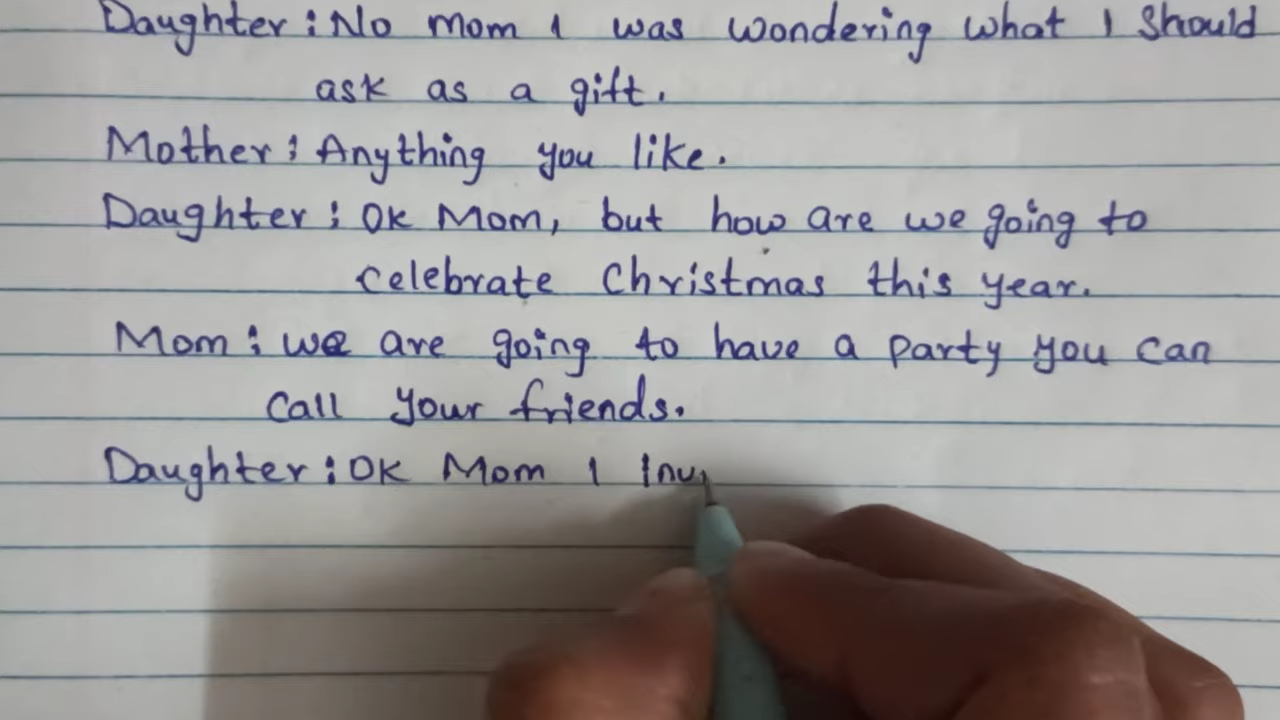 Daughter : No mom I was wondering what I should
ask as a gift.
Mother : Anything you like.
Daughter : OK Mom, but how are we going to
celebrate Christmas this year.
Mom : we are going to have a party you can
call your friends.
Daughter : OK Mom I